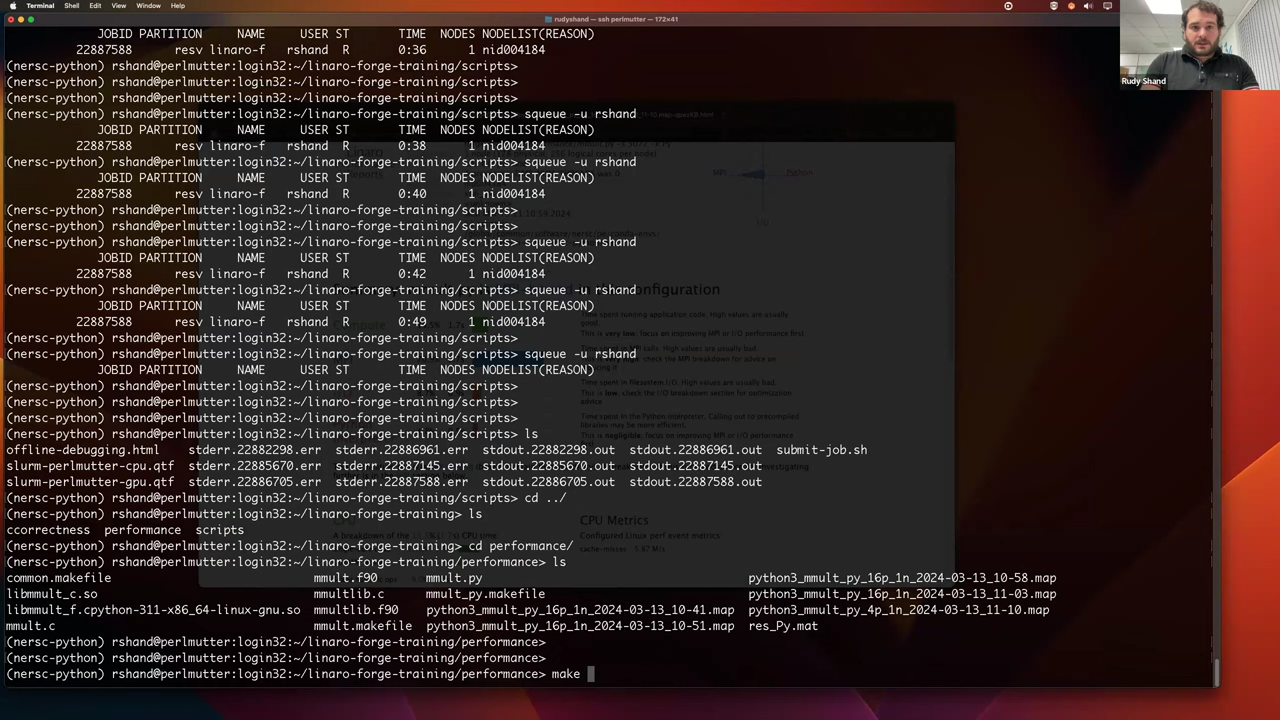 Terminal Shell Edit View Window Help
rudyshand — ssh perlmutter — 172×41
Rudy Shand
JOBID PARTITION NAME USER ST TIME NODES NODELIST(REASON)
22887588 resv linaro-f rshand R 0:36 1 nid004184
(nersc-python) rshand@perlmutter:login32:~/linaro-forge-training/scripts>
(nersc-python) rshand@perlmutter:login32:~/linaro-forge-training/scripts>
(nersc-python) rshand@perlmutter:login32:~/linaro-forge-training/scripts>
(nersc-python) rshand@perlmutter:login32:~/linaro-forge-training/scripts> squeue -u rshand
JOBID PARTITION NAME USER ST TIME NODES NODELIST(REASON)
22887588 resv linaro-f rshand R 0:38 1 nid004184
(nersc-python) rshand@perlmutter:login32:~/linaro-forge-training/scripts> squeue -u rshand
JOBID PARTITION NAME USER ST TIME NODES NODELIST(REASON)
22887588 resv linaro-f rshand R 0:40 1 nid004184
(nersc-python) rshand@perlmutter:login32:~/linaro-forge-training/scripts>
(nersc-python) rshand@perlmutter:login32:~/linaro-forge-training/scripts>
(nersc-python) rshand@perlmutter:login32:~/linaro-forge-training/scripts> squeue -u rshand
JOBID PARTITION NAME USER ST TIME NODES NODELIST(REASON)
22887588 resv linaro-f rshand R 0:42 1 nid004184
(nersc-python) rshand@perlmutter:login32:~/linaro-forge-training/scripts> squeue -u rshand
JOBID PARTITION NAME USER ST TIME NODES NODELIST(REASON)
22887588 resv linaro-f rshand R 0:49 1 nid004184
(nersc-python) rshand@perlmutter:login32:~/linaro-forge-training/scripts>
(nersc-python) rshand@perlmutter:login32:~/linaro-forge-training/scripts> squeue -u rshand
JOBID PARTITION NAME USER ST TIME NODES NODELIST(REASON)
(nersc-python) rshand@perlmutter:login32:~/linaro-forge-training/scripts>
(nersc-python) rshand@perlmutter:login32:~/linaro-forge-training/scripts>
(nersc-python) rshand@perlmutter:login32:~/linaro-forge-training/scripts>
(nersc-python) rshand@perlmutter:login32:~/linaro-forge-training/scripts> ls
offline-debugging.html stderr.22882298.err stderr.22886961.err stdout.22882298.out stdout.22886961.out submit-job.sh
slurm-perlmutter-cpu.qtf stderr.22885670.err stderr.22887145.err stdout.22885670.out stdout.22887145.out
slurm-perlmutter-gpu.qtf stderr.22886705.err stderr.22887588.err stdout.22886705.out stdout.22887588.out
(nersc-python) rshand@perlmutter:login32:~/linaro-forge-training/scripts> cd ../
(nersc-python) rshand@perlmutter:login32:~/linaro-forge-training> ls
ccorrectness performance scripts
(nersc-python) rshand@perlmutter:login32:~/linaro-forge-training> cd performance/
(nersc-python) rshand@perlmutter:login32:~/linaro-forge-training/performance> ls
common.makefile mmult.f90 mmult.py python3_mmult_py_16p_1n_2024-03-13_10-58.map
libmmult_c.so mmultlib.c mmult_py.makefile python3_mmult_py_16p_1n_2024-03-13_11-03.map
libmmult_f.cpython-311-x86_64-linux-gnu.so mmultlib.f90 python3_mmult_py_16p_1n_2024-03-13_10-41.map python3_mmult_py_4p_1n_2024-03-13_11-10.map
mmult.c mmult.makefile python3_mmult_py_16p_1n_2024-03-13_10-51.map res_Py.mat
(nersc-python) rshand@perlmutter:login32:~/linaro-forge-training/performance>
(nersc-python) rshand@perlmutter:login32:~/linaro-forge-training/performance>
(nersc-python) rshand@perlmutter:login32:~/linaro-forge-training/performance> make